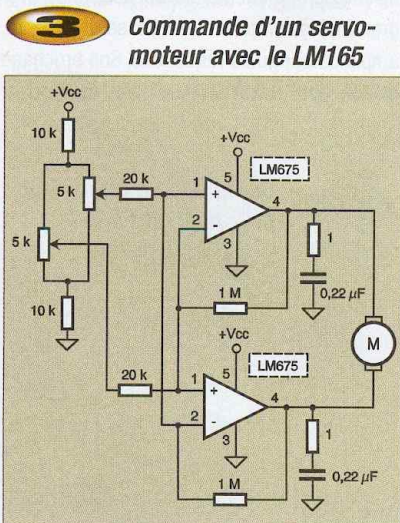 3
Commande d'un servo-
moteur avec le LM165
+Vcc
10 k
5 k
5 k
10 k
20 k
1
2
+
-
+Vcc
5
LM675
4
3
1
0,22 µF
1 M
M
20 k
1
2
+
-
+Vcc
5
LM675
4
3
1
0,22 µF
1 M